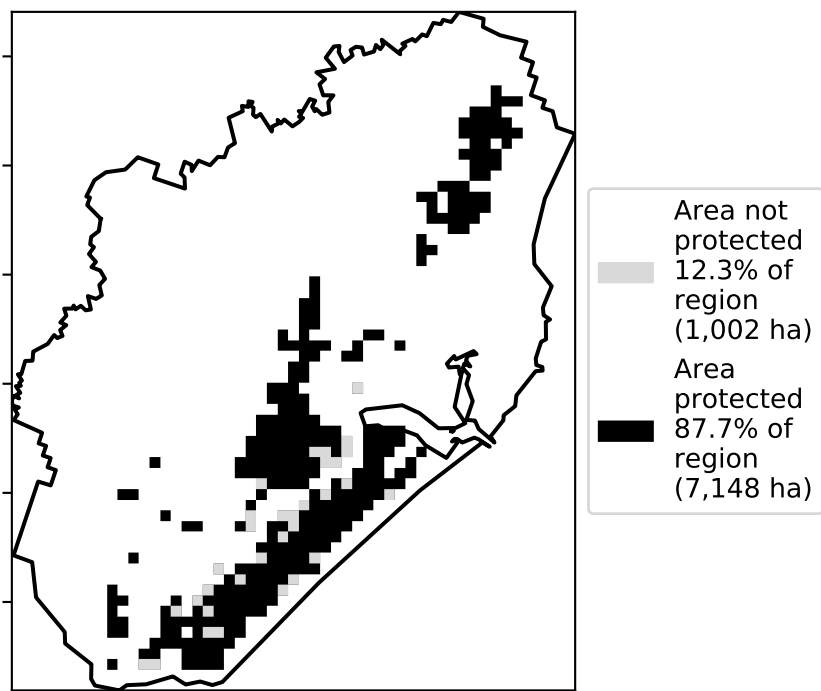 Area not
protected
12.3% of
region
(1,002 ha)
Area
protected
87.7% of
region
(7,148 ha)